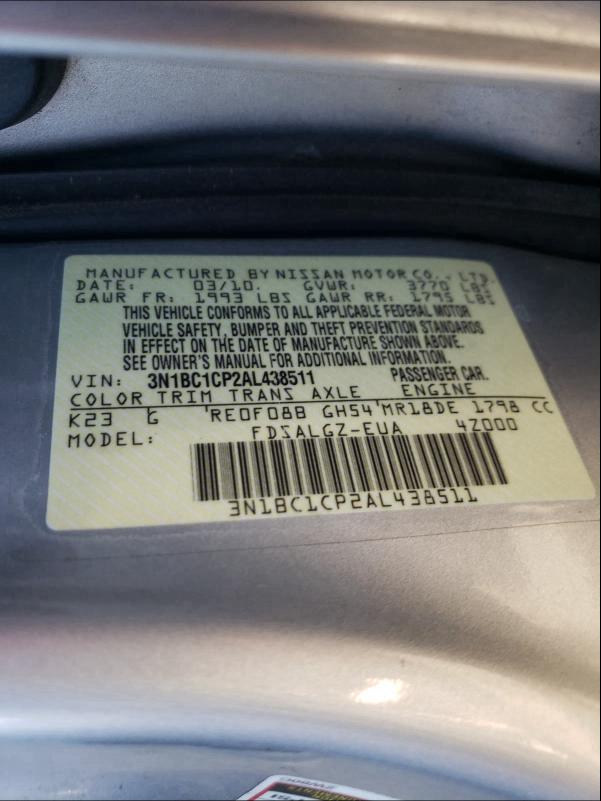 MANUFACTURED BY NISSAN MOTOR CO., LTD.
DATE: 03/10. GVWR: 3770 LBS
GAWR FR: 1993 LBS GAWR RR: 1795 LBS
THIS VEHICLE CONFORMS TO ALL APPLICABLE FEDERAL MOTOR
VEHICLE SAFETY, BUMPER AND THEFT PREVENTION STANDARDS
IN EFFECT ON THE DATE OF MANUFACTURE SHOWN ABOVE.
SEE OWNER'S MANUAL FOR ADDITIONAL INFORMATION.
VIN: 3N1BC1CP2AL438511 PASSENGER CAR.
COLOR TRIM TRANS AXLE ENGINE
K23 G RE0F08B GH54 MR18DE 1798 CC
MODEL: FDSALGZ-EUA 4Z000
3N1BC1CP2AL438511